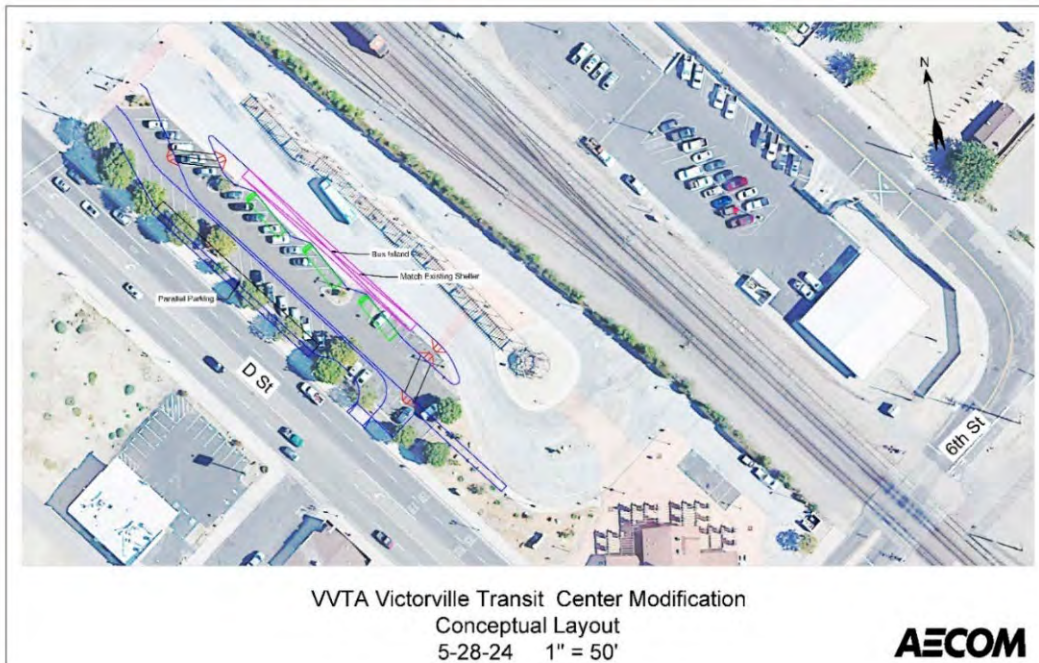 N
Bus Island
Match Existing Shelter
Parallel Parking
D St
6th St
VVTA Victorville Transit Center Modification
Conceptual Layout
5-28-24 1" = 50'
AECOM